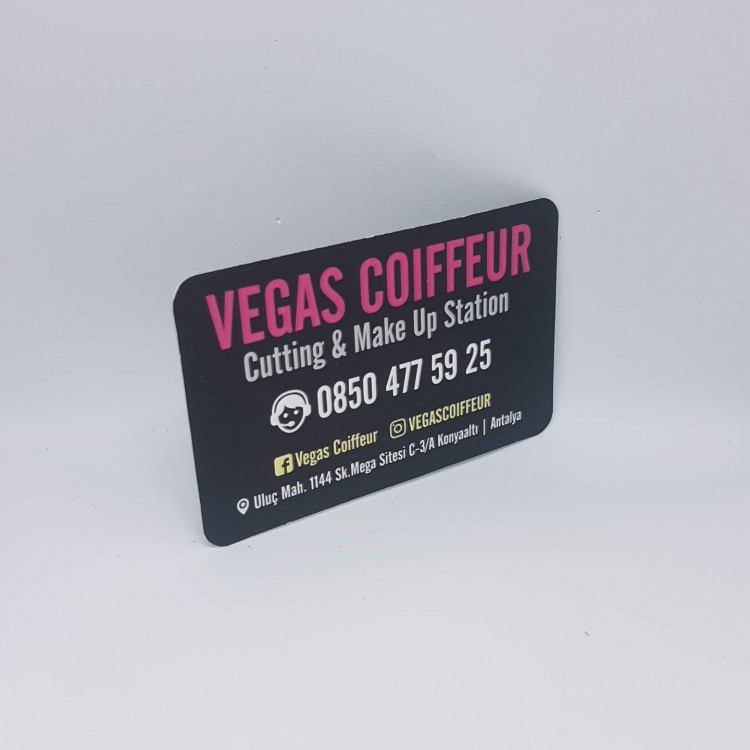 VEGAS COIFFEUR
Cutting & Make Up Station
0850 477 59 25
Vegas Coiffeur VEGASCOIFFEUR
Uluç Mah. 1144 Sk.Mega Sitesi C-3/A Konyaaltı | Antalya